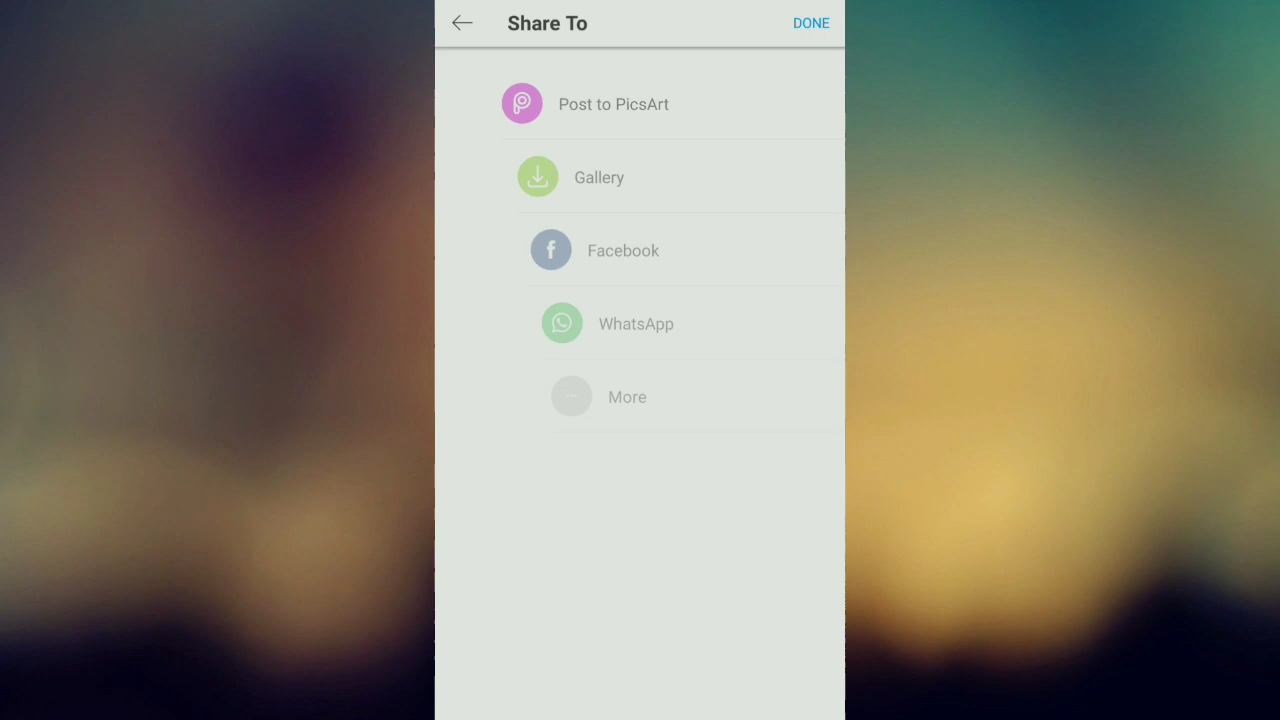 Share To
DONE
Post to PicsArt
Gallery
Facebook
WhatsApp
More